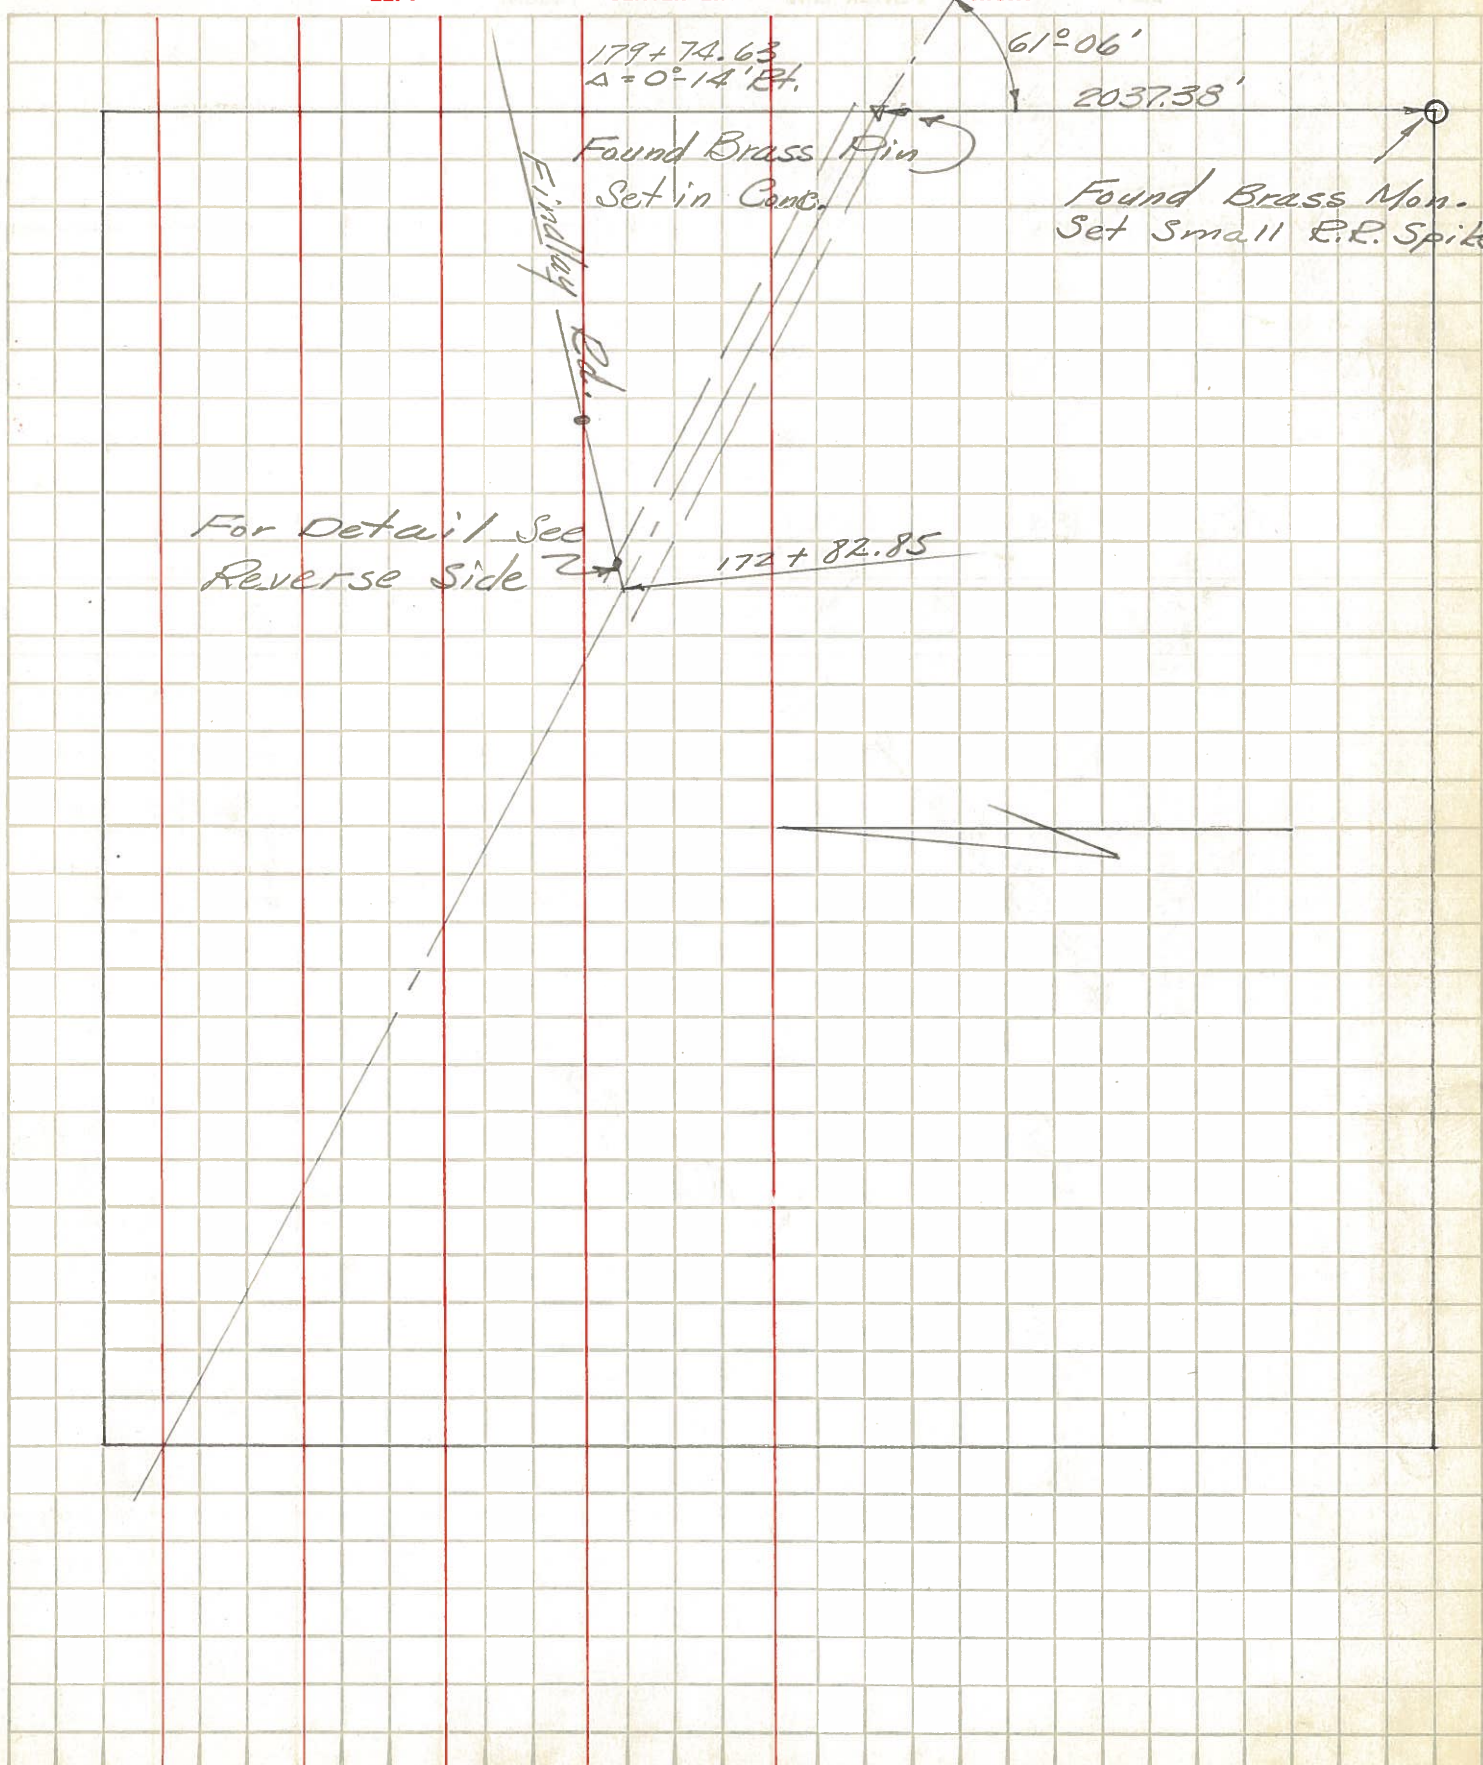 179+74.63
Δ = 0°-14' Rt.
61°06'
2037.38'
Found Brass Pin
Set in Conc.
Found Brass Mon.
Set Small R.R. Spike
Findlay Rd.
For Detail See
Reverse Side
172 + 82.85